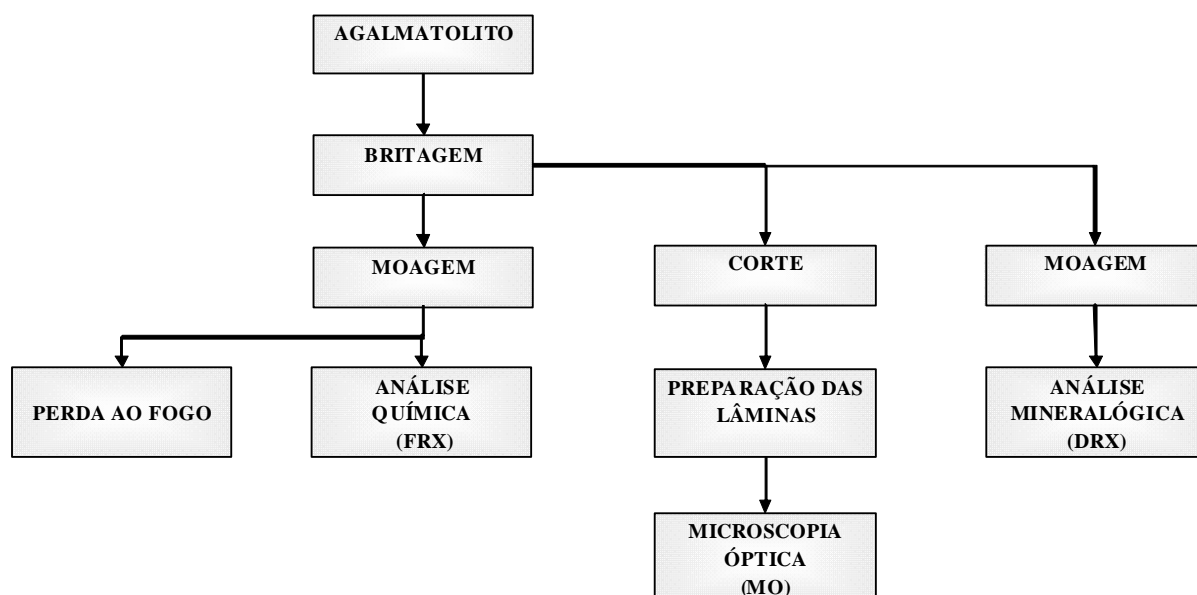 AGALMATOLITO
BRITAGEM
MOAGEM
CORTE
MOAGEM
PERDA AO FOGO
ANÁLISE
QUÍMICA
(FRX)
PREPARAÇÃO DAS
LÂMINAS
ANÁLISE
MINERALÓGICA
(DRX)
MICROSCOPIA
ÓPTICA
(MO)